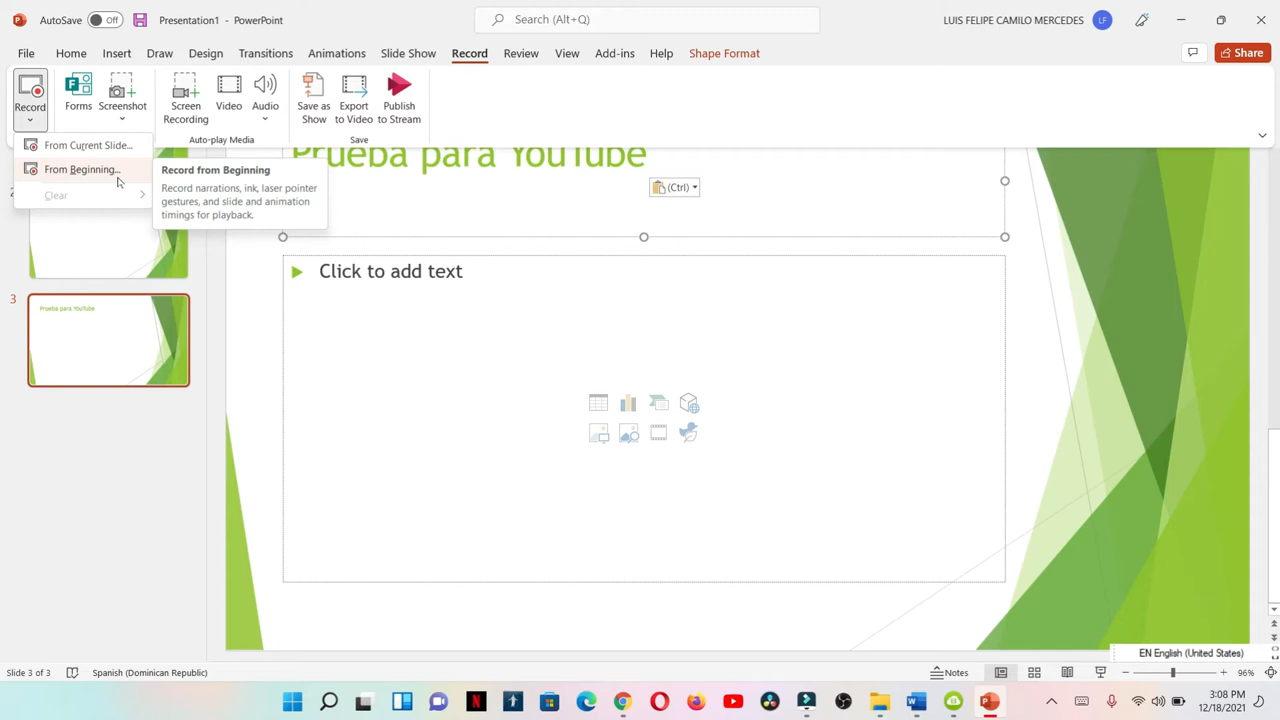 AutoSave Off Presentation1 - PowerPoint Search (Alt+Q) LUIS FELIPE CAMILO MERCEDES LF
File Home Insert Draw Design Transitions Animations Slide Show Record Review View Add-ins Help Shape Format Share
Record Forms Screenshot Screen Recording Video Audio Save as Show Export to Video Publish to Stream
Auto-play Media Save
From Current Slide...
From Beginning...
Clear
Record from Beginning
Record narrations, ink, laser pointer
gestures, and slide and animation
timings for playback.
Prueba para YouTube
(Ctrl)
Click to add text
2
3
Prueba para YouTube
EN English (United States)
Slide 3 of 3 Spanish (Dominican Republic) Notes 96%
3:08 PM
12/18/2021